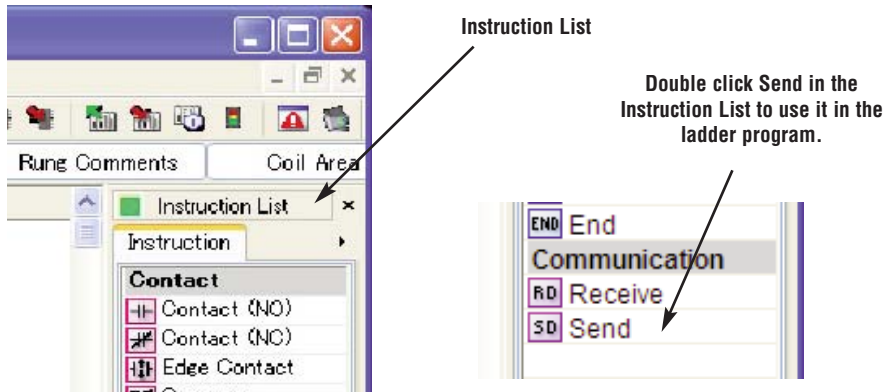 Instruction List
Double click Send in the
Instruction List to use it in the
ladder program.
Rung Comments
Coil Area
Instruction List
Instruction
Contact
Contact (NO)
Contact (NC)
Edge Contact
END End
Communication
RD Receive
SD Send